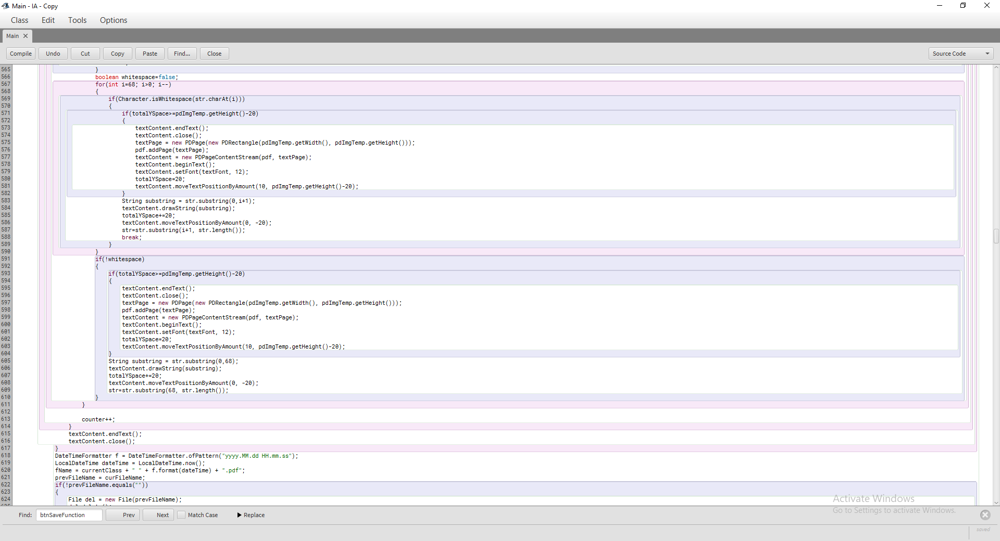 Main - IA - Copy
Class Edit Tools Options
Main
Compile Undo Cut Copy Paste Find... Close Source Code
565 }
566 boolean whitespace=false;
567 for(int i=68; i>0; i--)
568 {
569 if(Character.isWhitespace(str.charAt(i)))
570 {
571 if(totalYSpace>=pdImgTemp.getHeight()-20)
572 {
573 textContent.endText();
574 textContent.close();
575 textPage = new PDPage(new PDRectangle(pdImgTemp.getWidth(), pdImgTemp.getHeight()));
576 pdf.addPage(textPage);
577 textContent = new PDPageContentStream(pdf, textPage);
578 textContent.beginText();
579 textContent.setFont(textFont, 12);
580 totalYSpace=20;
581 textContent.moveTextPositionByAmount(10, pdImgTemp.getHeight()-20);
582 }
583 String substring = str.substring(0,i+1);
584 textContent.drawString(substring);
585 totalYSpace+=20;
586 textContent.moveTextPositionByAmount(0, -20);
587 str=str.substring(i+1, str.length());
588 break;
589 }
590 }
591 if(!whitespace)
592 {
593 if(totalYSpace>=pdImgTemp.getHeight()-20)
594 {
595 textContent.endText();
596 textContent.close();
597 textPage = new PDPage(new PDRectangle(pdImgTemp.getWidth(), pdImgTemp.getHeight()));
598 pdf.addPage(textPage);
599 textContent = new PDPageContentStream(pdf, textPage);
600 textContent.beginText();
601 textContent.setFont(textFont, 12);
602 totalYSpace=20;
603 textContent.moveTextPositionByAmount(10, pdImgTemp.getHeight()-20);
604 }
605 String substring = str.substring(0,68);
606 textContent.drawString(substring);
607 totalYSpace+=20;
608 textContent.moveTextPositionByAmount(0, -20);
609 str=str.substring(68, str.length());
610 }
611 }
612
613 counter++;
614 }
615 textContent.endText();
616 textContent.close();
617 }
618 DateTimeFormatter f = DateTimeFormatter.ofPattern("yyyy.MM.dd HH.mm.ss");
619 LocalDateTime dateTime = LocalDateTime.now();
620 fName = currentClass + " " + f.format(dateTime) + ".pdf";
621 prevFileName = curFileName;
622 if(!prevFileName.equals(""))
623 {
624 File del = new File(prevFileName);
Activate Windows
Go to Settings to activate Windows.
Find: btnSaveFunction Prev Next Match Case Replace
saved